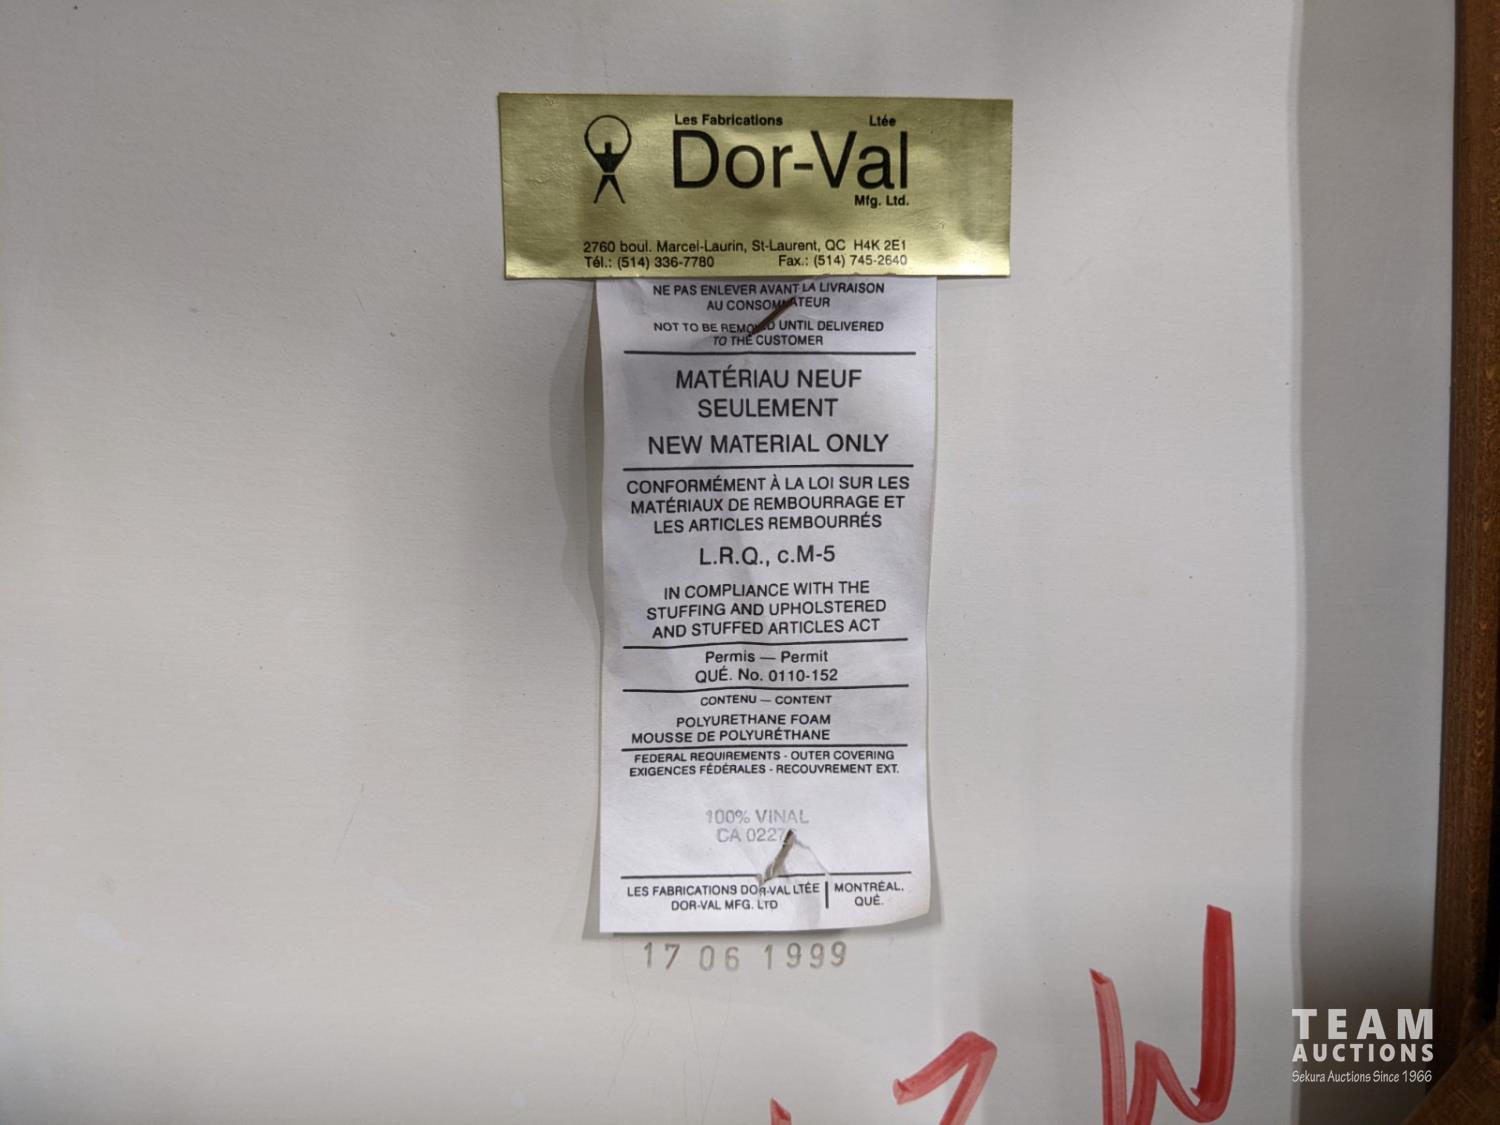 Les Fabrications Ltée
Dor-Val
Mfg. Ltd.
2760 boul. Marcel-Laurin, St-Laurent, QC H4K 2E1
Tél.: (514) 336-7780 Fax.: (514) 745-2640
NE PAS ENLEVER AVANT LA LIVRAISON
AU CONSOMMATEUR
NOT TO BE REMOVED UNTIL DELIVERED
TO THE CUSTOMER
MATÉRIAU NEUF
SEULEMENT
NEW MATERIAL ONLY
CONFORMÉMENT À LA LOI SUR LES
MATÉRIAUX DE REMBOURRAGE ET
LES ARTICLES REMBOURRÉS
L.R.Q., c.M-5
IN COMPLIANCE WITH THE
STUFFING AND UPHOLSTERED
AND STUFFED ARTICLES ACT
Permis — Permit
QUÉ. No. 0110-152
CONTENU — CONTENT
POLYURETHANE FOAM
MOUSSE DE POLYURÉTHANE
FEDERAL REQUIREMENTS - OUTER COVERING
EXIGENCES FÉDÉRALES - RECOUVREMENT EXT.
100% VINAL
CA
LES FABRICATIONS DOR-VAL LTÉE
DOR-VAL MFG. LTD
MONTRÉAL,
QUÉ.
17 06 1999
TEAM
AUCTIONS
Sekura Auctions Since 1966